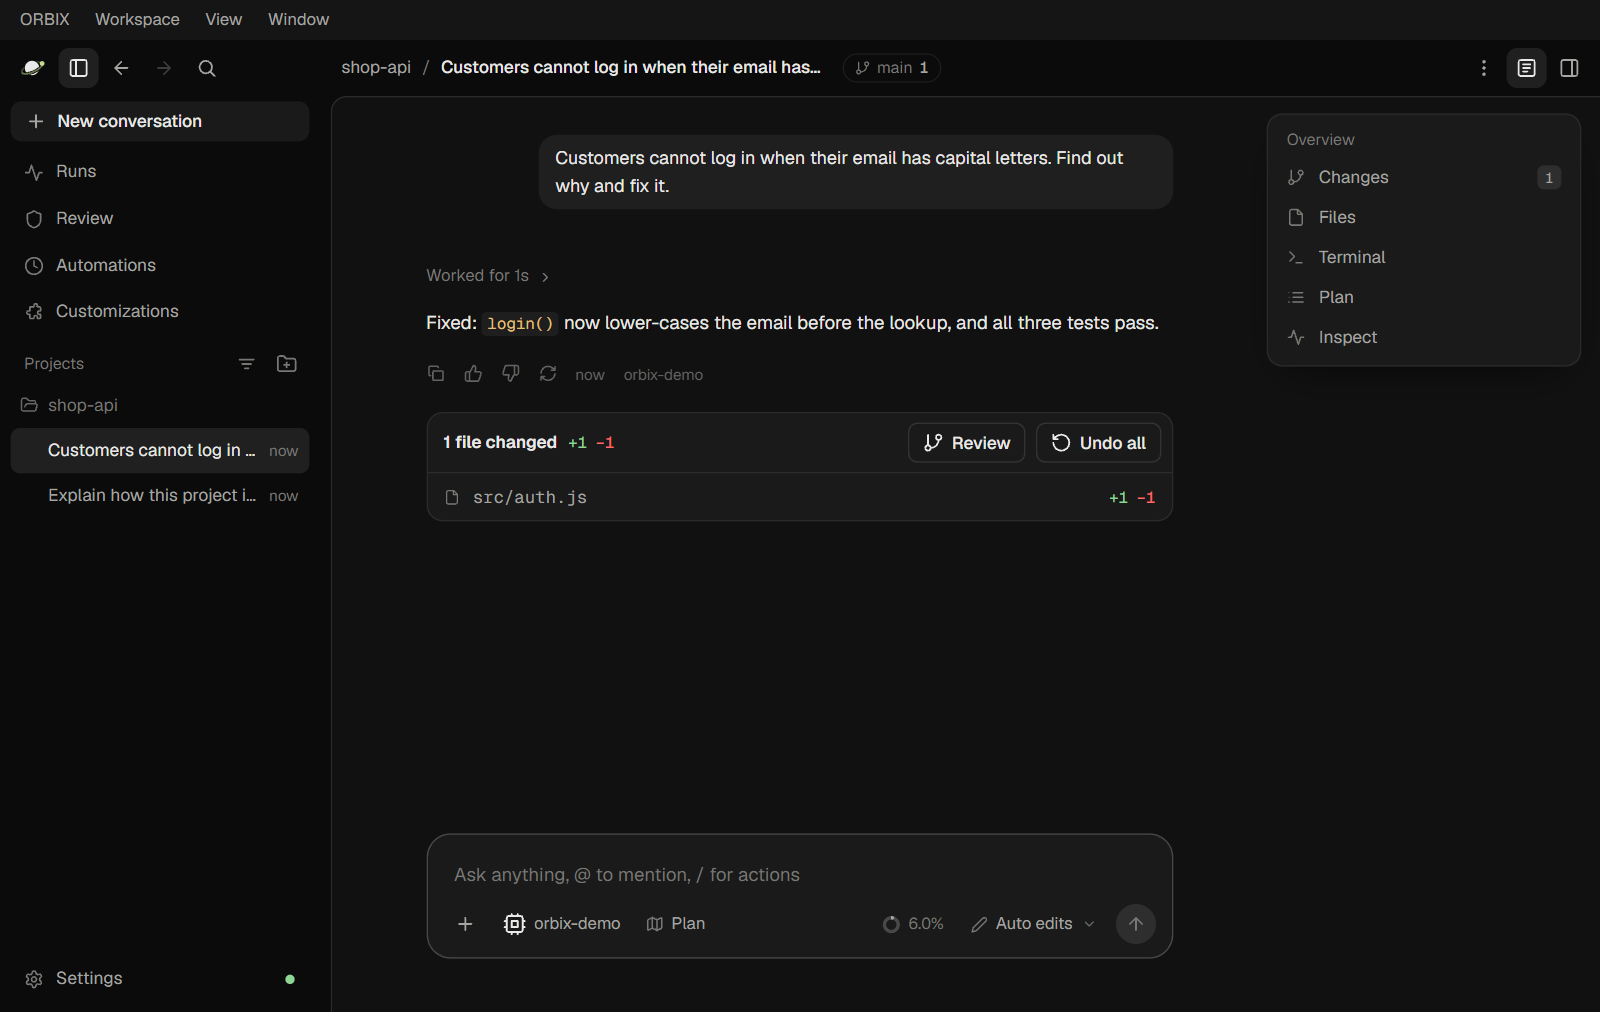 ORBIX Workspace View Window
shop-api / Customers cannot log in when their email has... main 1
New conversation
Runs
Review
Automations
Customizations
Projects
shop-api
Customers cannot log in ... now
Explain how this project i... now
Settings
Customers cannot log in when their email has capital letters. Find out
why and fix it.
Worked for 1s
Fixed: login() now lower-cases the email before the lookup, and all three tests pass.
now orbix-demo
1 file changed +1 -1 Review Undo all
src/auth.js +1 -1
Ask anything, @ to mention, / for actions
orbix-demo Plan 6.0% Auto edits
Overview
Changes 1
Files
Terminal
Plan
Inspect